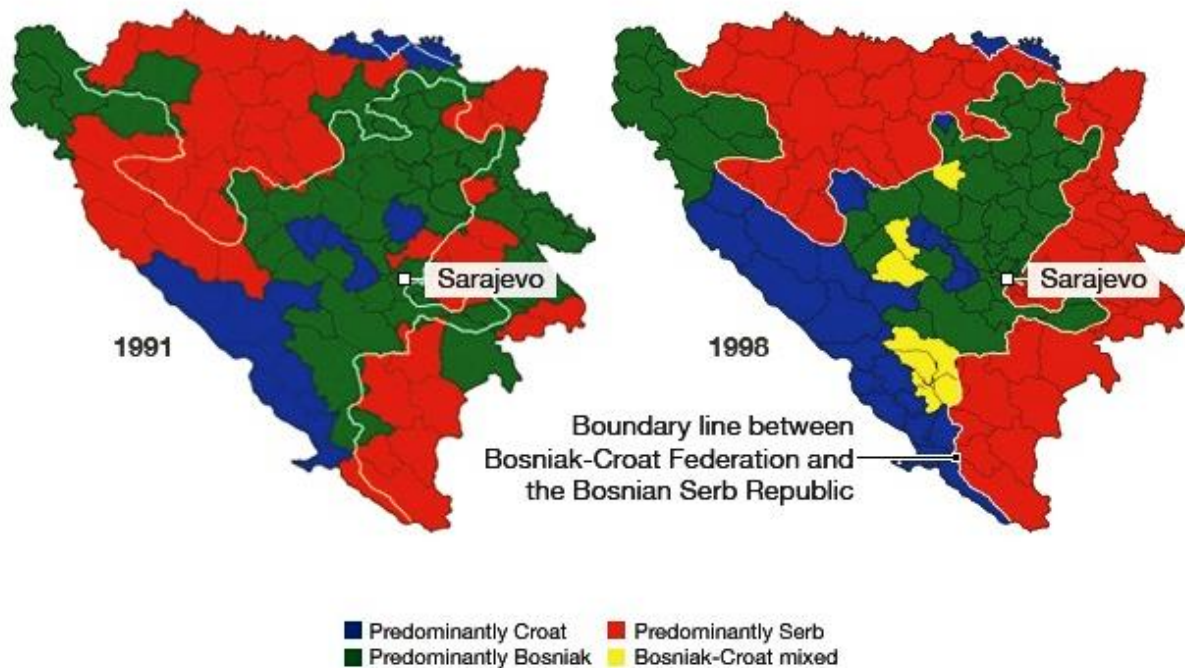 Sarajevo
1991
Sarajevo
1998
Boundary line between
Bosniak-Croat Federation and
the Bosnian Serb Republic
Predominantly Croat
Predominantly Serb
Predominantly Bosniak
Bosniak-Croat mixed